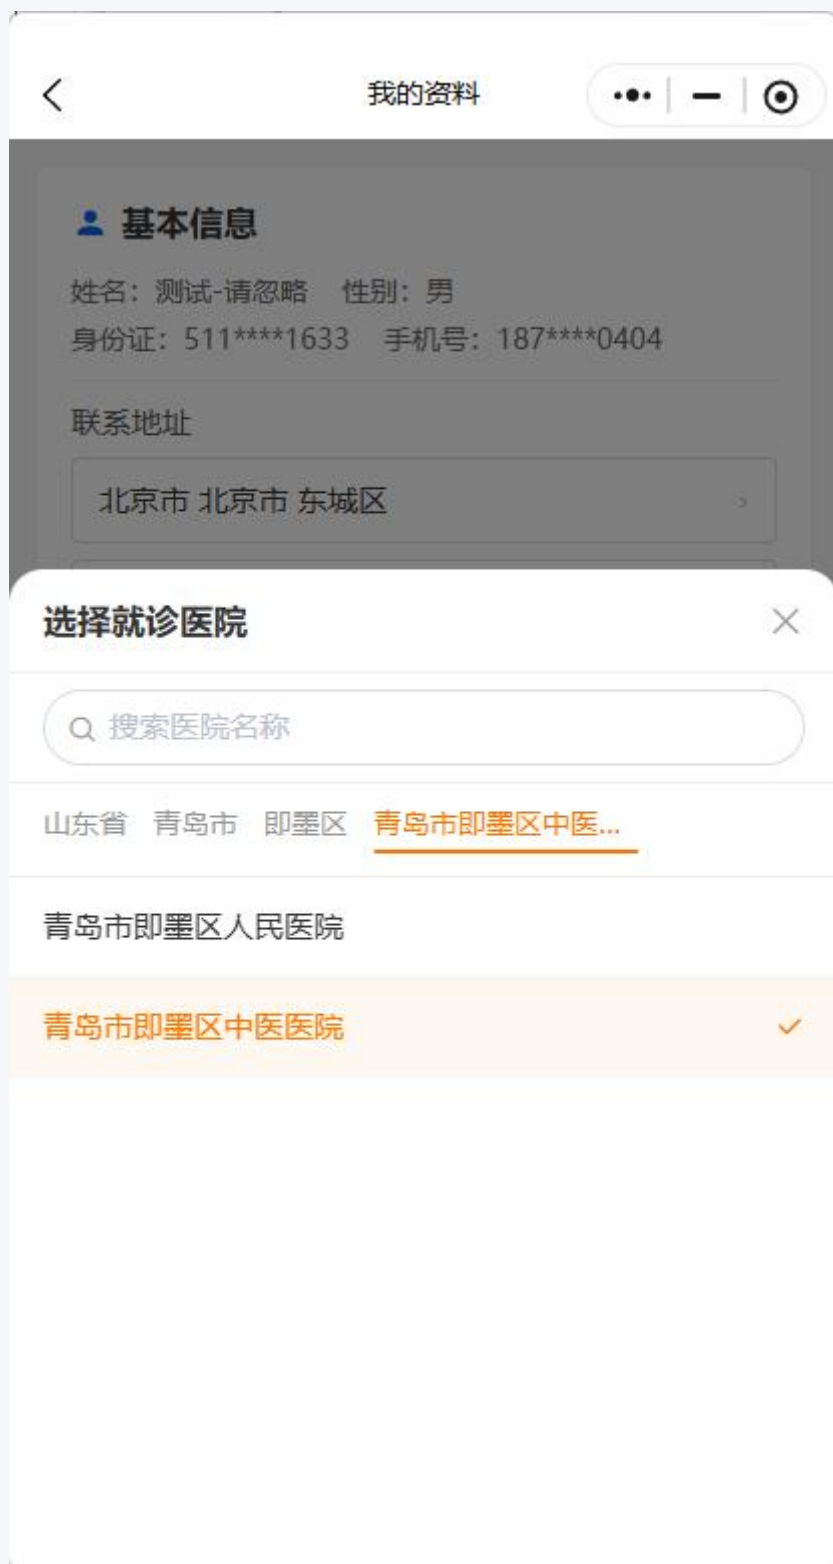 我的资料
基本信息
姓名：测试-请忽略 性别：男
身份证：511****1633 手机号：187****0404
联系地址
北京市 北京市 东城区
选择就诊医院
搜索医院名称
山东省 青岛市 即墨区 青岛市即墨区中医...
青岛市即墨区人民医院
青岛市即墨区中医医院